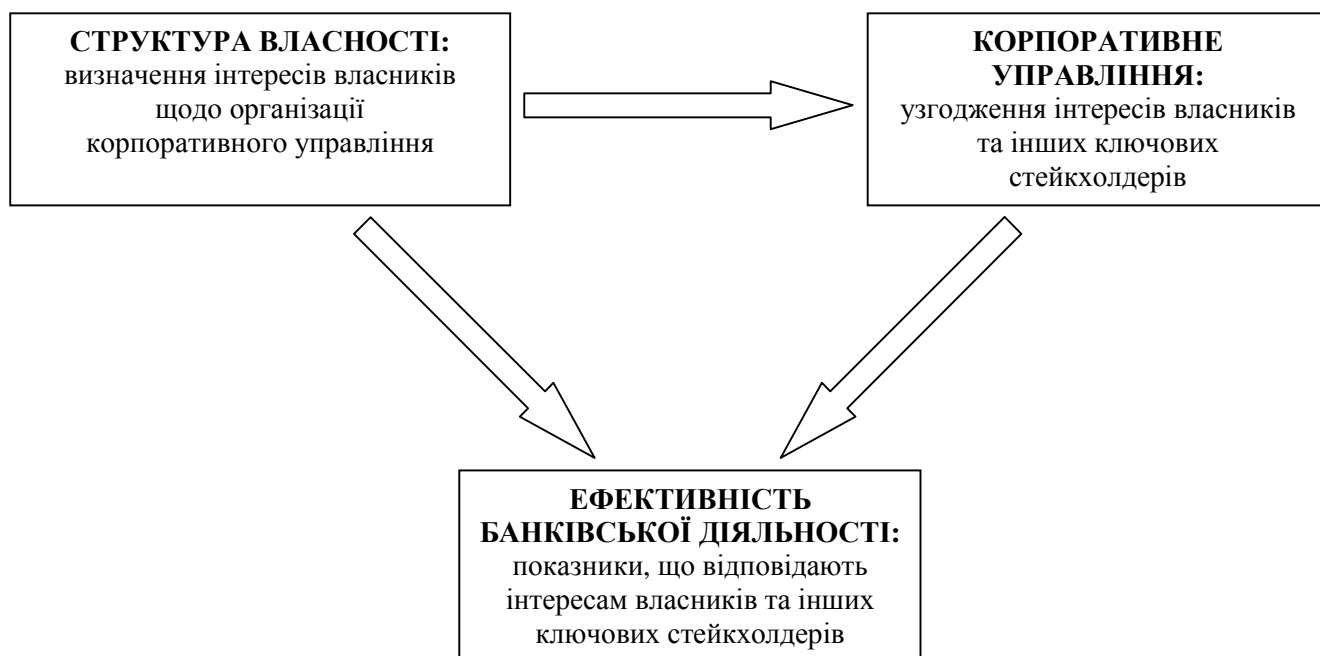 СТРУКТУРА ВЛАСНОСТІ:
визначення інтересів власників
щодо організації
корпоративного управління
КОРПОРАТИВНЕ
УПРАВЛІННЯ:
узгодження інтересів власників
та інших ключових
стейкхолдерів
ЕФЕКТИВНІСТЬ
БАНКІВСЬКОЇ ДІЯЛЬНОСТІ:
показники, що відповідають
інтересам власників та інших
ключових стейкхолдерів